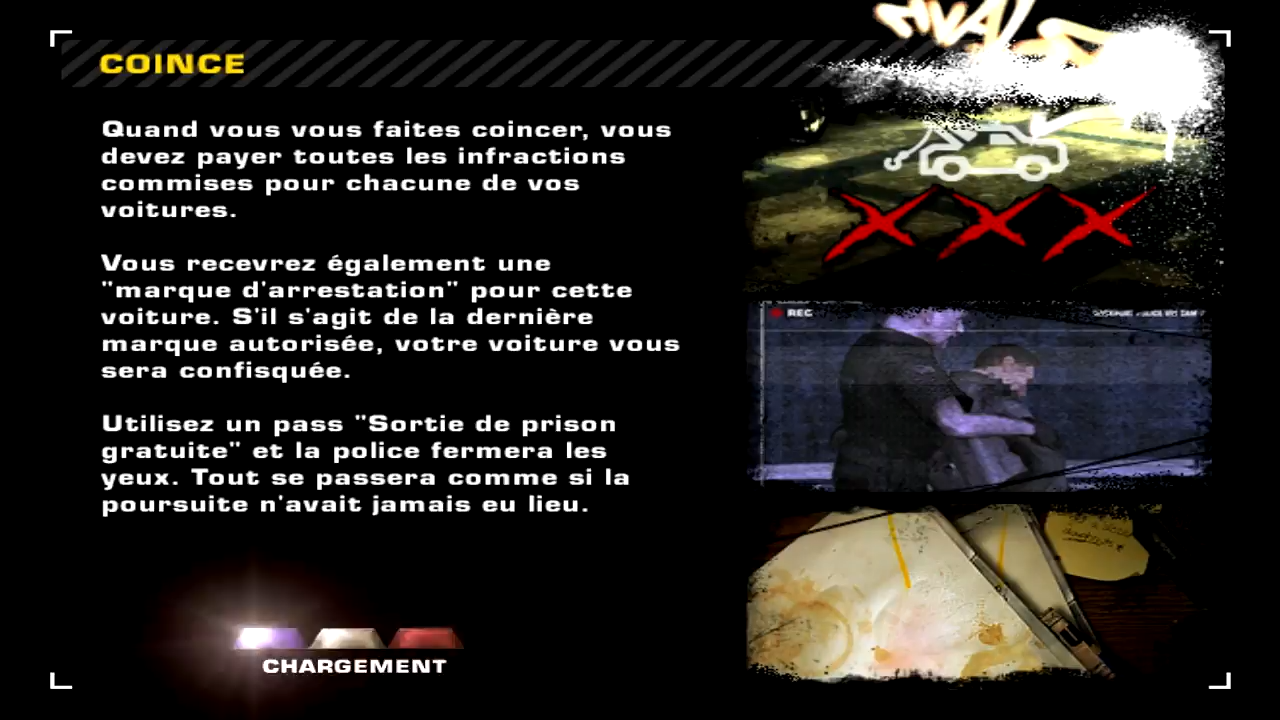 COINCE
Quand vous vous faites coincer, vous
devez payer toutes les infractions
commises pour chacune de vos
voitures.
Vous recevrez également une
"marque d'arrestation" pour cette
voiture. S'il s'agit de la dernière
marque autorisée, votre voiture vous
sera confisquée.
Utilisez un pass "Sortie de prison
gratuite" et la police fermera les
yeux. Tout se passera comme si la
poursuite n'avait jamais eu lieu.
REC
CHARGEMENT